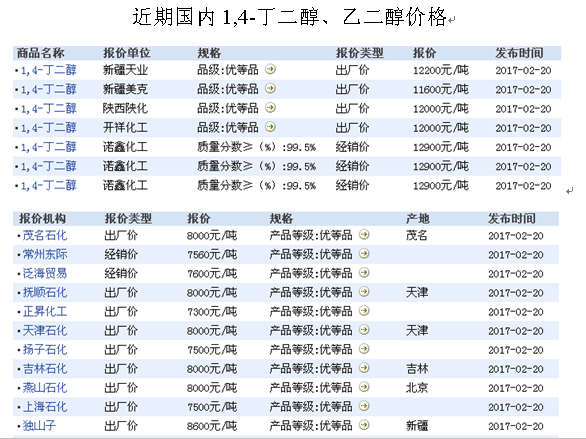 近期国内 1,4-丁二醇、乙二醇价格
商品名称 报价单位 规格 报价类型 报价 发布时间
·1,4-丁二醇 新疆天业 品级:优等品 出厂价 12200元/吨 2017-02-20
·1,4-丁二醇 新疆美克 品级:优等品 出厂价 11600元/吨 2017-02-20
·1,4-丁二醇 陕西陕化 品级:优等品 出厂价 12000元/吨 2017-02-20
·1,4-丁二醇 开祥化工 品级:优等品 出厂价 12000元/吨 2017-02-20
·1,4-丁二醇 诺鑫化工 质量分数≥（%）:99.5% 经销价 12900元/吨 2017-02-20
·1,4-丁二醇 诺鑫化工 质量分数≥（%）:99.5% 经销价 12900元/吨 2017-02-20
·1,4-丁二醇 诺鑫化工 质量分数≥（%）:99.5% 经销价 12900元/吨 2017-02-20
报价机构 报价类型 报价 规格 产地 发布时间
·茂名石化 出厂价 8000元/吨 产品等级:优等品 茂名 2017-02-20
·常州东际 经销价 7560元/吨 产品等级:优等品 2017-02-20
·泛海贸易 经销价 7600元/吨 产品等级:优等品 2017-02-20
·抚顺石化 出厂价 8000元/吨 产品等级:优等品 天津 2017-02-20
·正昇化工 出厂价 7300元/吨 产品等级:优等品 2017-02-20
·天津石化 出厂价 8000元/吨 产品等级:优等品 天津 2017-02-20
·扬子石化 出厂价 7500元/吨 产品等级:优等品 2017-02-20
·吉林石化 出厂价 8000元/吨 产品等级:优等品 吉林 2017-02-20
·燕山石化 出厂价 8000元/吨 产品等级:优等品 北京 2017-02-20
·上海石化 出厂价 7500元/吨 产品等级:优等品 2017-02-20
·独山子 出厂价 8600元/吨 产品等级:优等品 新疆 2017-02-20